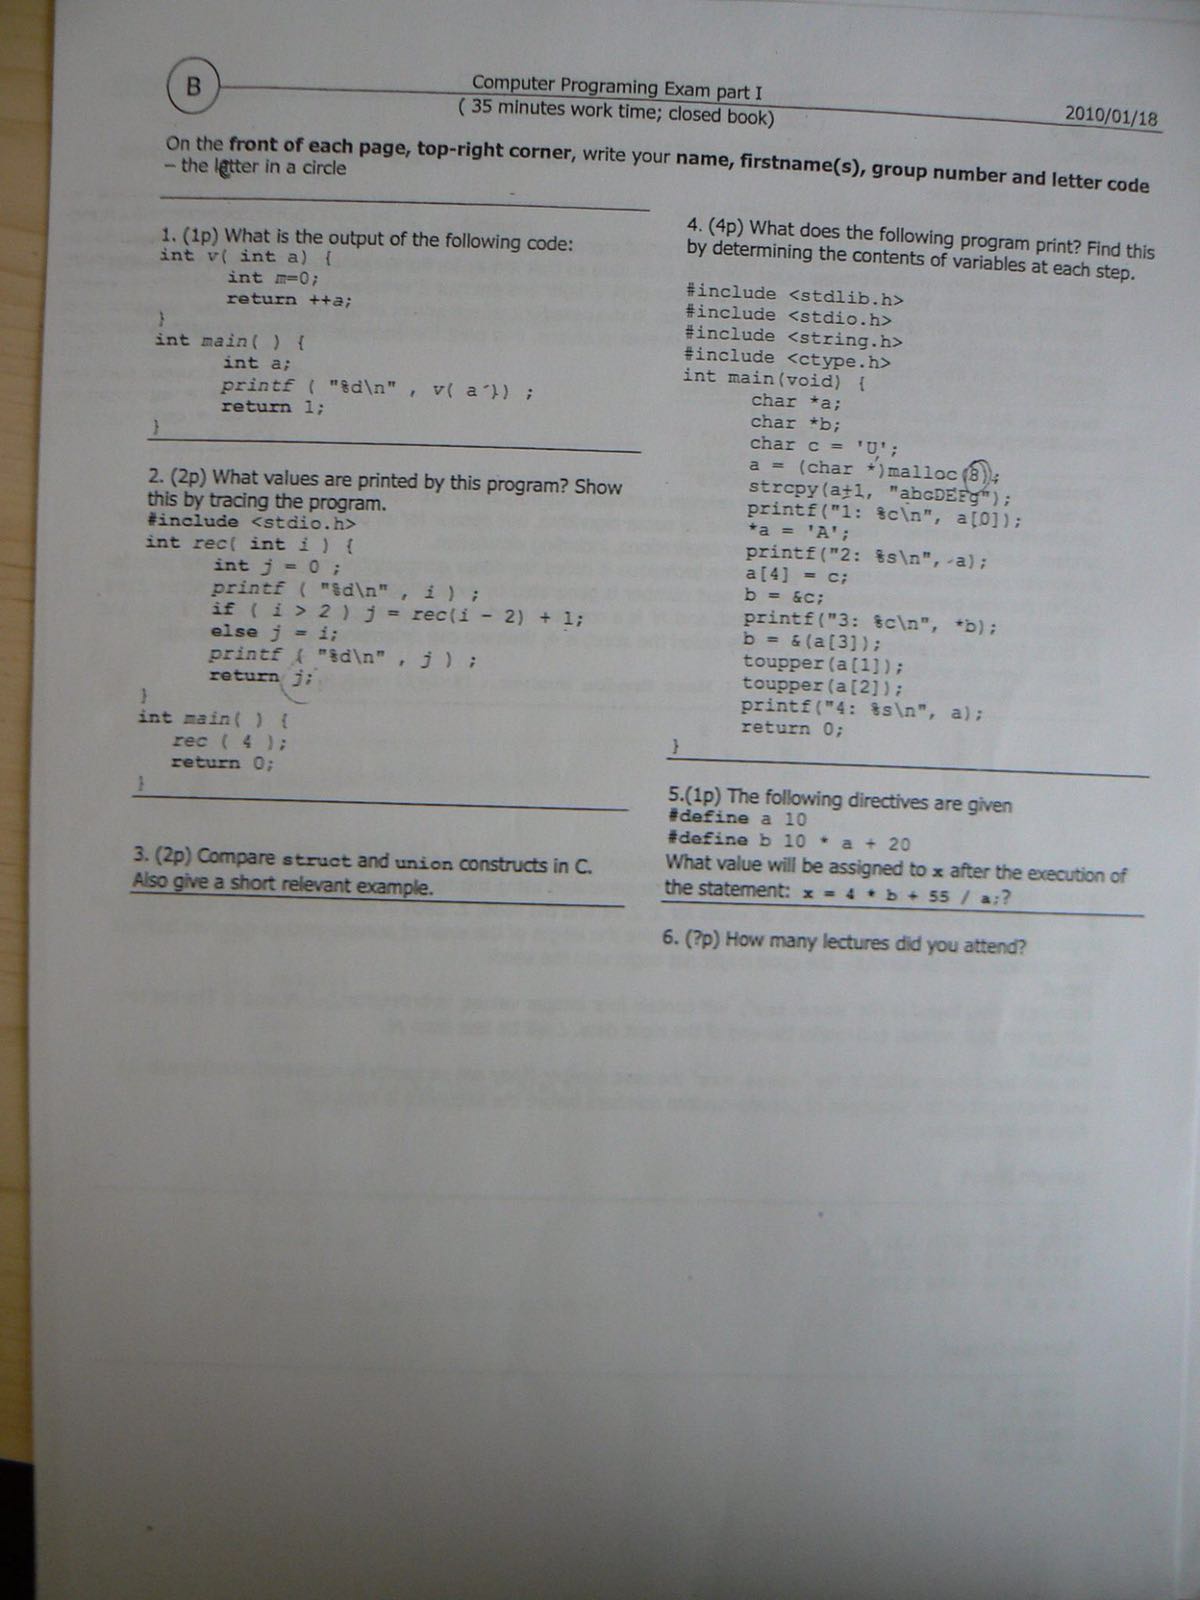 B
Computer Programing Exam part I
( 35 minutes work time; closed book)
2010/01/18
On the front of each page, top-right corner, write your name, firstname(s), group number and letter code
– the letter in a circle
1. (1p) What is the output of the following code:
int v( int a) {
int m=0;
return ++a;
}
int main( ) {
int a;
printf ( "%d\n" , v( a )) ;
return 1;
}
2. (2p) What values are printed by this program? Show
this by tracing the program.
#include <stdio.h>
int rec( int i ) {
int j = 0 ;
printf ( "%d\n" , i ) ;
if ( i > 2 ) j = rec(i - 2) + 1;
else j = i;
printf ( "%d\n" , j ) ;
return j;
}
int main( ) {
rec ( 4 );
return 0;
}
3. (2p) Compare struct and union constructs in C.
Also give a short relevant example.
4. (4p) What does the following program print? Find this
by determining the contents of variables at each step.
#include <stdlib.h>
#include <stdio.h>
#include <string.h>
#include <ctype.h>
int main(void) {
char *a;
char *b;
char c = 'U';
a = (char *)malloc(8);
strcpy(a+1, "abcDEFg");
printf("1: %c\n", a[0]);
*a = 'A';
printf("2: %s\n", a);
a[4] = c;
b = &c;
printf("3: %c\n", *b);
b = &(a[3]);
toupper(a[1]);
toupper(a[2]);
printf("4: %s\n", a);
return 0;
}
5.(1p) The following directives are given
#define a 10
#define b 10 * a + 20
What value will be assigned to x after the execution of
the statement: x = 4 * b + 55 / a;?
6. (?p) How many lectures did you attend?